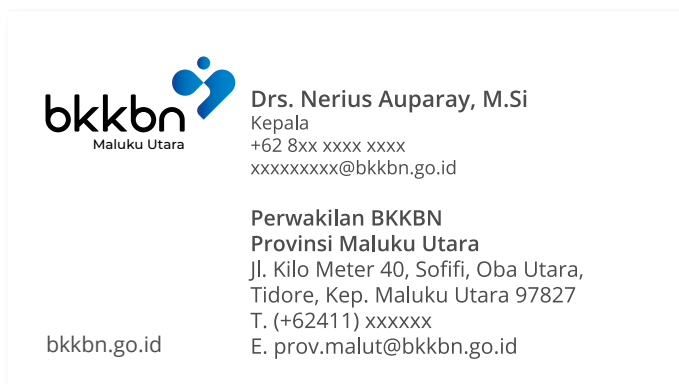 bkkbn
Maluku Utara
Drs. Nerius Auparay, M.Si
Kepala
+62 8xx xxxx xxxx
xxxxxxxxx@bkkbn.go.id
Perwakilan BKKBN
Provinsi Maluku Utara
Jl. Kilo Meter 40, Sofifi, Oba Utara,
Tidore, Kep. Maluku Utara 97827
T. (+62411) xxxxxx
E. prov.malut@bkkbn.go.id
bkkbn.go.id